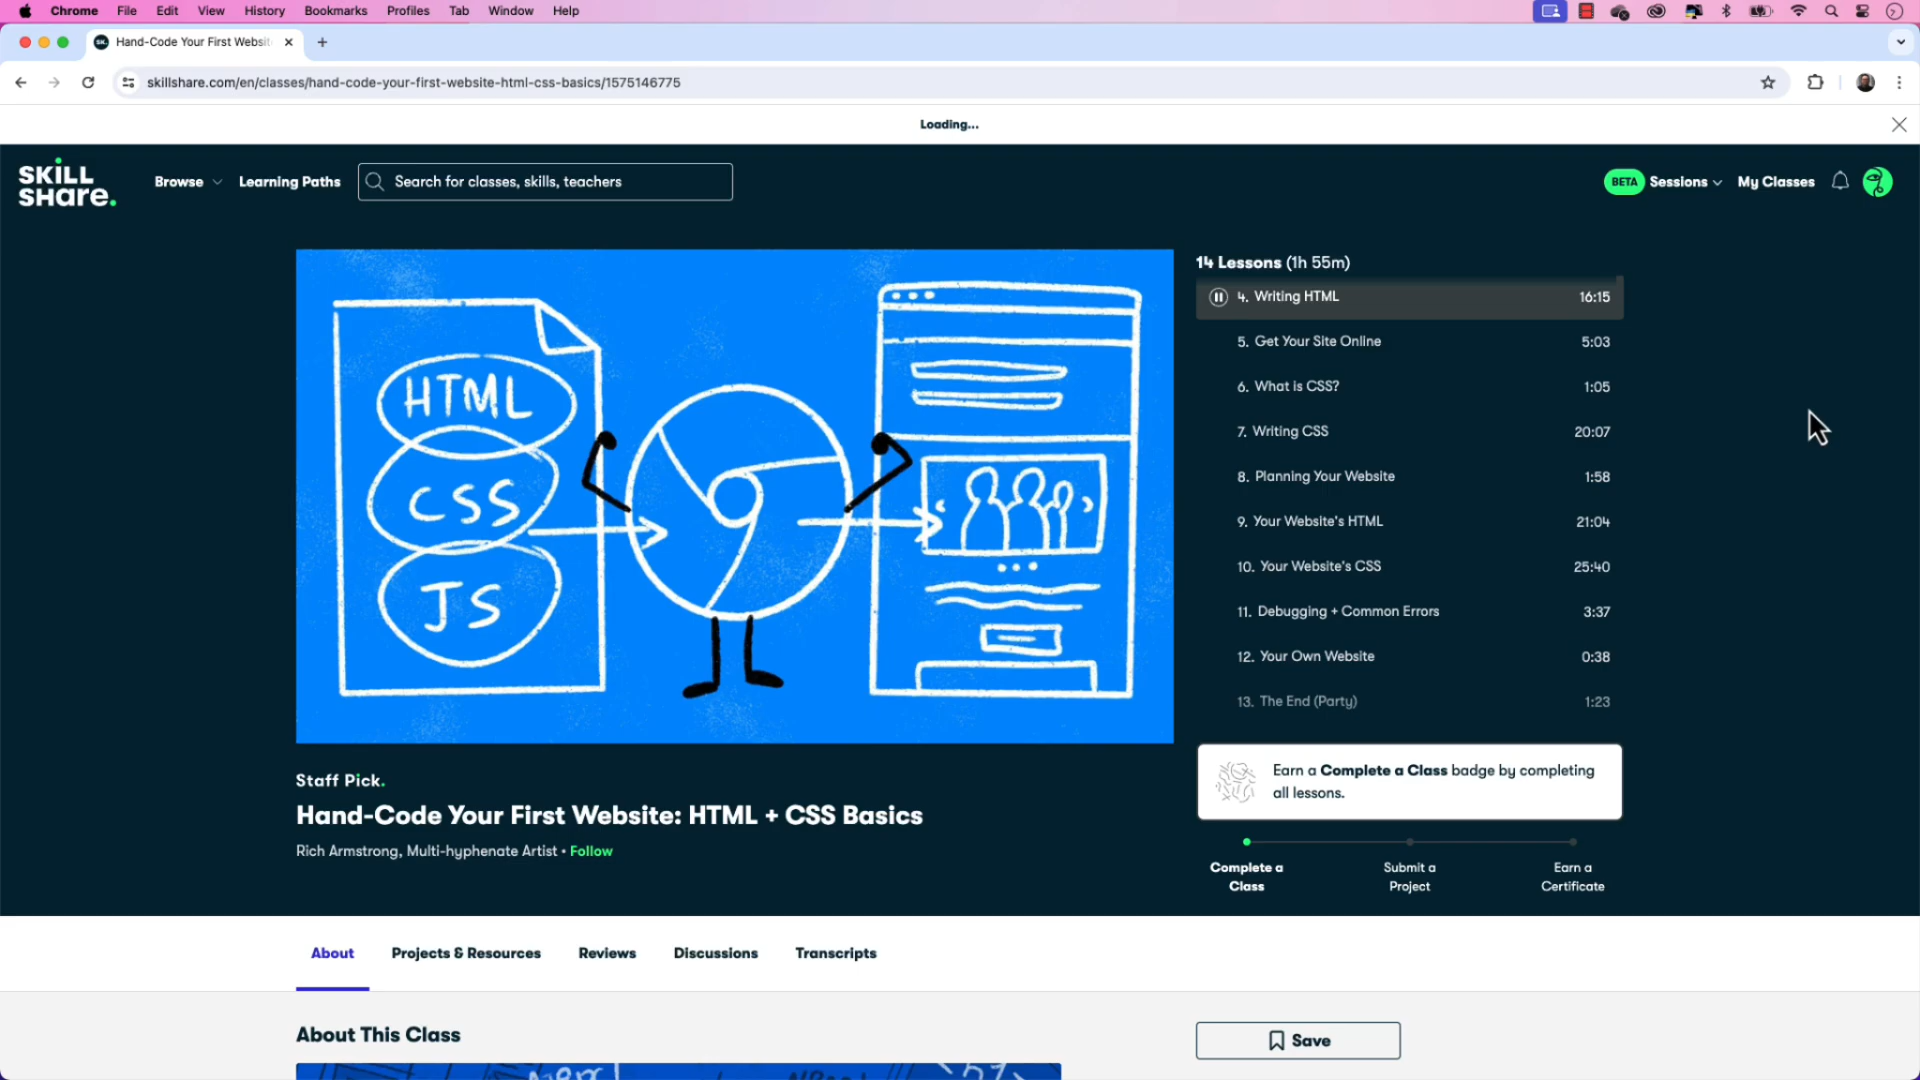 Chrome File Edit View History Bookmarks Profiles Tab Window Help
Hand-Code Your First Websit
skillshare.com/en/classes/hand-code-your-first-website-html-css-basics/1575146775
Loading...
SKiLL
SHare.
Browse
Learning Paths
Search for classes, skills, teachers
BETA
Sessions
My Classes
HTML
CSS
JS
14 Lessons (1h 55m)
4. Writing HTML 16:15
5. Get Your Site Online 5:03
6. What is CSS? 1:05
7. Writing CSS 20:07
8. Planning Your Website 1:58
9. Your Website's HTML 21:04
10. Your Website's CSS 25:40
11. Debugging + Common Errors 3:37
12. Your Own Website 0:38
13. The End (Party) 1:23
Earn a Complete a Class badge by completing
all lessons.
Complete a
Class
Submit a
Project
Earn a
Certificate
Staff Pick.
Hand-Code Your First Website: HTML + CSS Basics
Rich Armstrong, Multi-hyphenate Artist • Follow
About
Projects & Resources
Reviews
Discussions
Transcripts
About This Class
Save